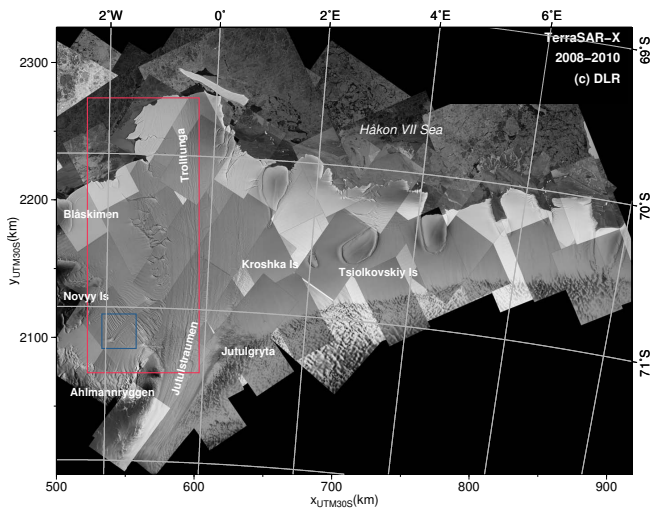 2˚W 0˚ 2˚E 4˚E 6˚E
TerraSAR−X
2008−2010
(c) DLR
69˚S
70˚S
71˚S
2300
2200
2100
yUTM30S(km)
Håkon VII Sea
Trolltunga
Blåskimen
Kroshka Is
Tsiolkovskiy Is
Novyy Is
Jutulstraumen
Jutulgryta
Ahlmannryggen
500 600 700 800 900
xUTM30S(km)